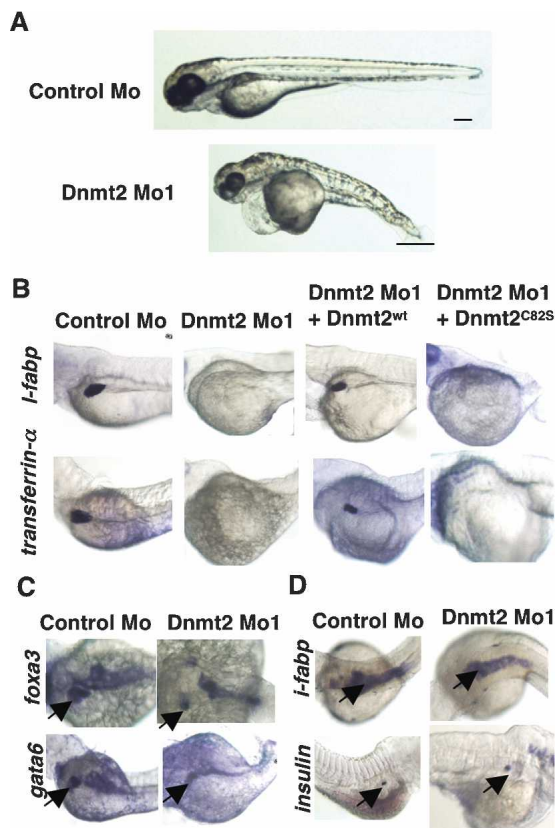 A
Control Mo
Dnmt2 Mo1
B
Control Mo
Dnmt2 Mo1
Dnmt2 Mo1
+ Dnmt2wt
Dnmt2 Mo1
+ Dnmt2C82S
l-fabp
transferrin-α
C
Control Mo
Dnmt2 Mo1
foxa3
gata6
D
Control Mo
Dnmt2 Mo1
i-fabp
insulin